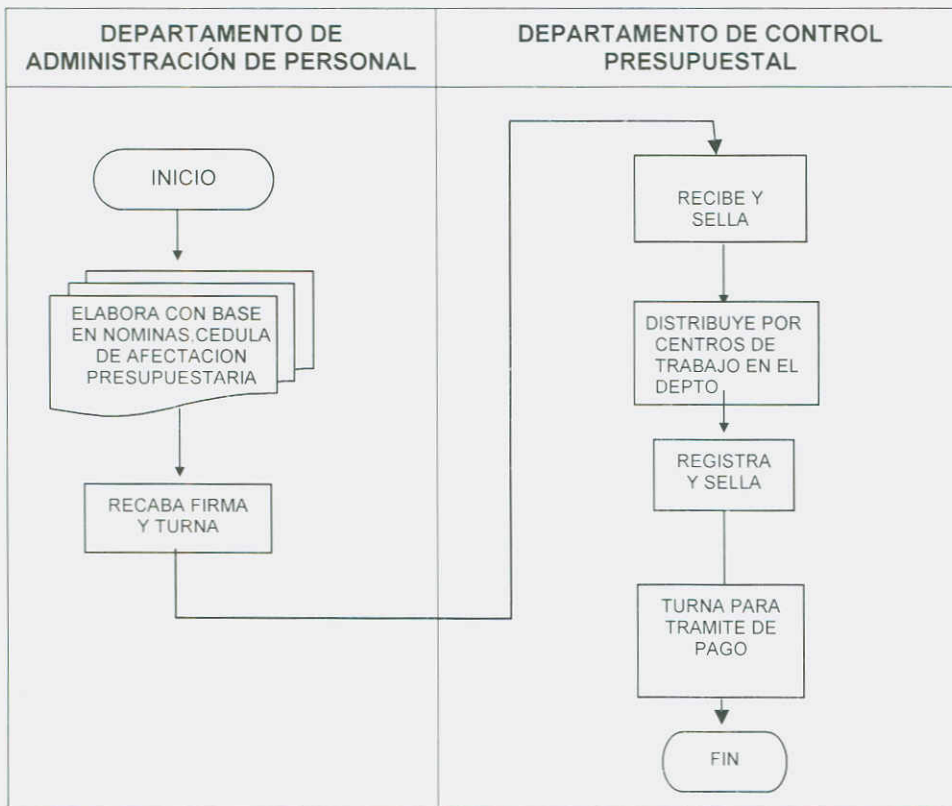 DEPARTAMENTO DE
ADMINISTRACIÓN DE PERSONAL
DEPARTAMENTO DE CONTROL
PRESUPUESTAL
INICIO
ELABORA CON BASE
EN NOMINAS,CEDULA
DE AFECTACION
PRESUPUESTARIA
RECABA FIRMA
Y TURNA
RECIBE Y
SELLA
DISTRIBUYE POR
CENTROS DE
TRABAJO EN EL
DEPTO
REGISTRA
Y SELLA
TURNA PARA
TRAMITE DE
PAGO
FIN